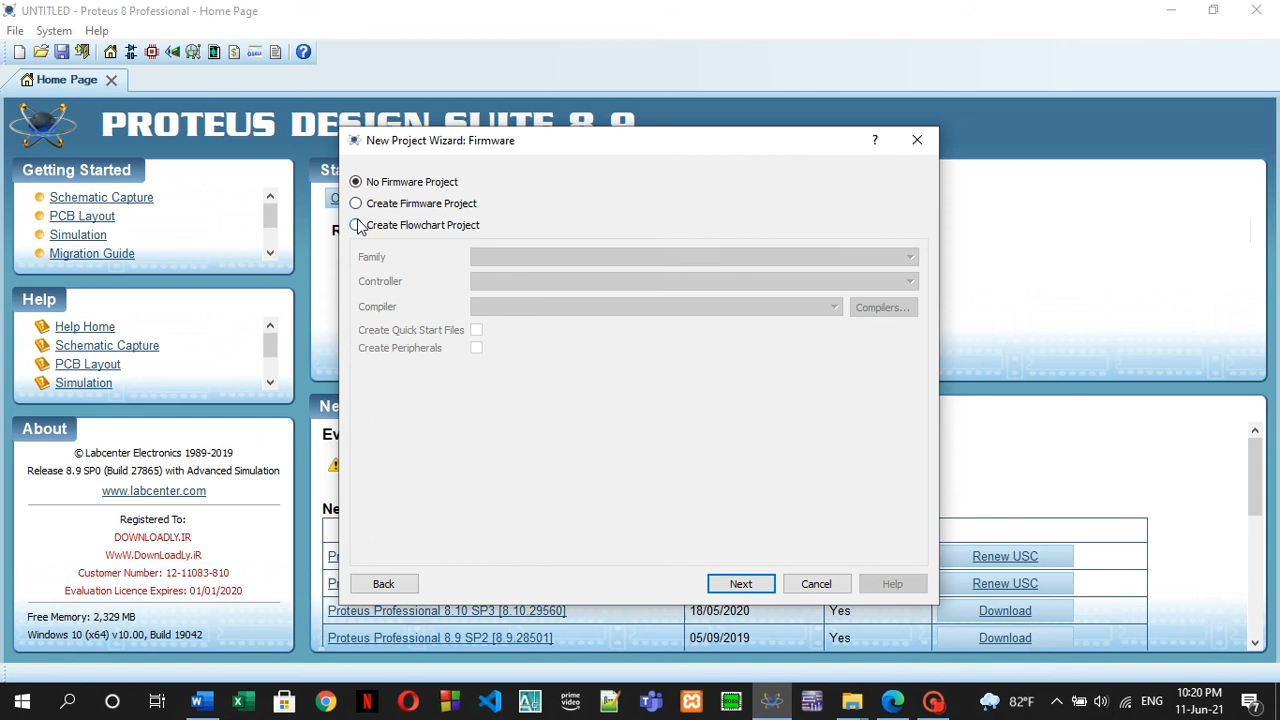 UNTITLED - Proteus 8 Professional - Home Page
File System Help
Home Page
PROTEUS DESIGN SUITE 8.9
Getting Started
Schematic Capture
PCB Layout
Simulation
Migration Guide
Help
Help Home
Schematic Capture
PCB Layout
Simulation
About
© Labcenter Electronics 1989-2019
Release 8.9 SP0 (Build 27865) with Advanced Simulation
www.labcenter.com
Registered To:
DOWNLOADLY.IR
WwW.DownLoadLy.iR
Customer Number: 12-11083-810
Evaluation Licence Expires: 01/01/2020
Free Memory: 2,329 MB
Windows 10 (x64) v10.00, Build 19042
New Project Wizard: Firmware
?
No Firmware Project
Create Firmware Project
Create Flowchart Project
Family
Controller
Compiler
Compilers...
Create Quick Start Files
Create Peripherals
Back Next Cancel Help
Renew USC
Renew USC
Proteus Professional 8.10 SP3 [8.10.29560] 18/05/2020 Yes Download
Proteus Professional 8.9 SP2 [8.9.28501] 05/09/2019 Yes Download
82°F ENG
10:20 PM
11-Jun-21
7